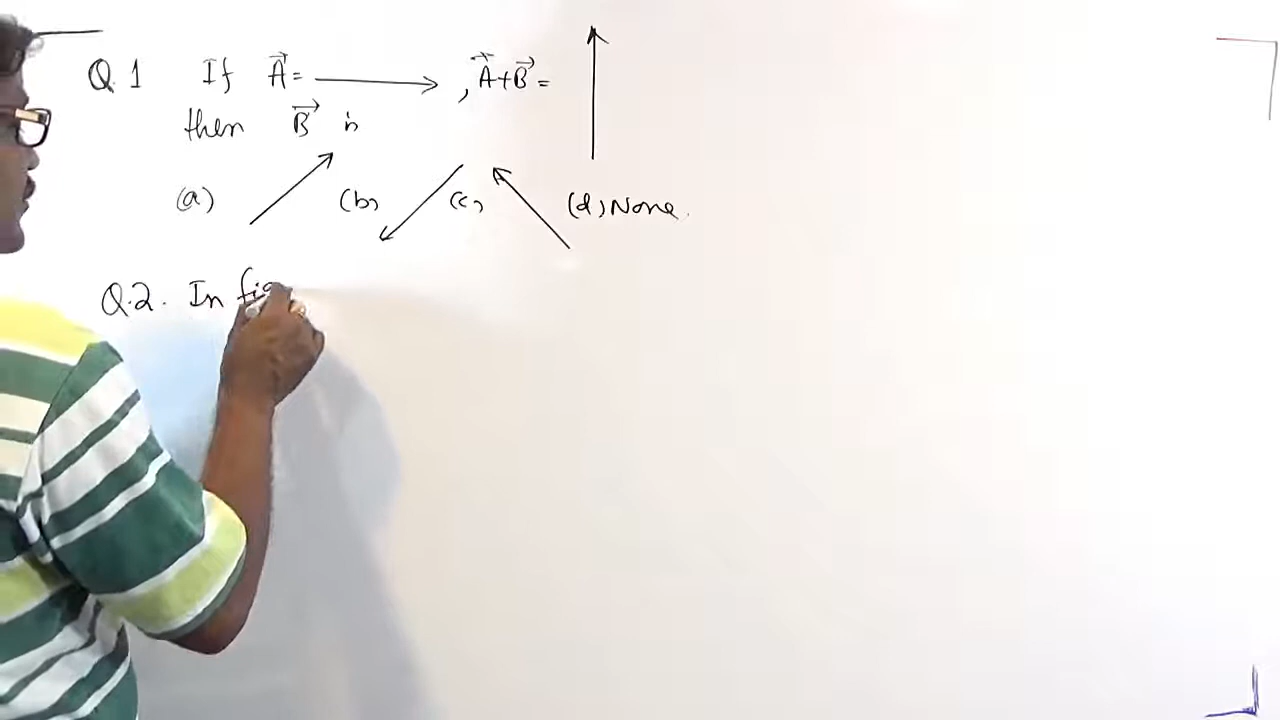 Q.1 If A⃗ = , A⃗+B⃗ =
then B⃗ is
(a) (b) (c) (d) None.
Q.2. In fig